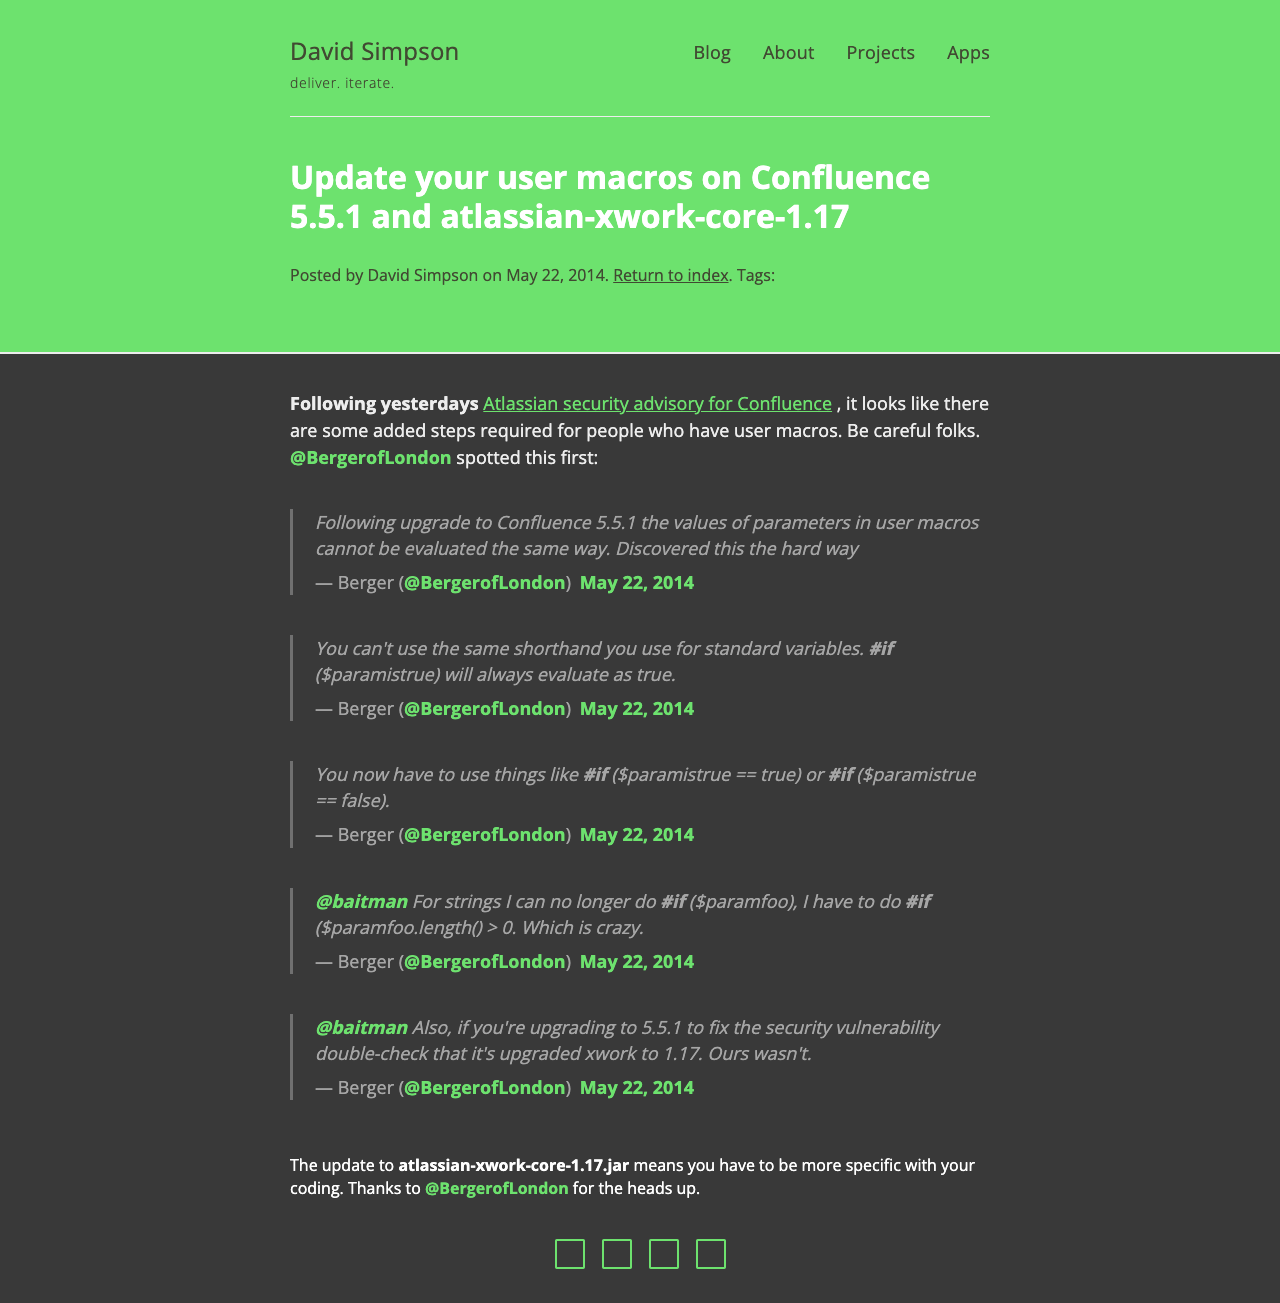 David Simpson
Blog About Projects Apps
deliver. iterate.
Update your user macros on Confluence
5.5.1 and atlassian-xwork-core-1.17
Posted by David Simpson on May 22, 2014. Return to index. Tags:
Following yesterdays Atlassian security advisory for Confluence , it looks like there
are some added steps required for people who have user macros. Be careful folks.
@BergerofLondon spotted this first:
Following upgrade to Confluence 5.5.1 the values of parameters in user macros
cannot be evaluated the same way. Discovered this the hard way
— Berger (@BergerofLondon) May 22, 2014
You can't use the same shorthand you use for standard variables. #if
($paramistrue) will always evaluate as true.
— Berger (@BergerofLondon) May 22, 2014
You now have to use things like #if ($paramistrue == true) or #if ($paramistrue
== false).
— Berger (@BergerofLondon) May 22, 2014
@baitman For strings I can no longer do #if ($paramfoo), I have to do #if
($paramfoo.length() > 0. Which is crazy.
— Berger (@BergerofLondon) May 22, 2014
@baitman Also, if you're upgrading to 5.5.1 to fix the security vulnerability
double-check that it's upgraded xwork to 1.17. Ours wasn't.
— Berger (@BergerofLondon) May 22, 2014
The update to atlassian-xwork-core-1.17.jar means you have to be more specific with your
coding. Thanks to @BergerofLondon for the heads up.